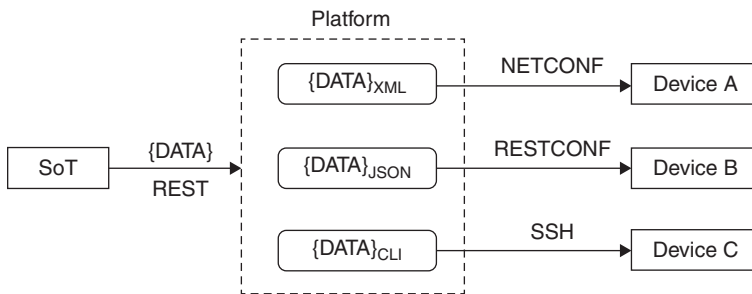 Platform
{DATA}XML
NETCONF
Device A
SoT
{DATA}
REST
{DATA}JSON
RESTCONF
Device B
{DATA}CLI
SSH
Device C